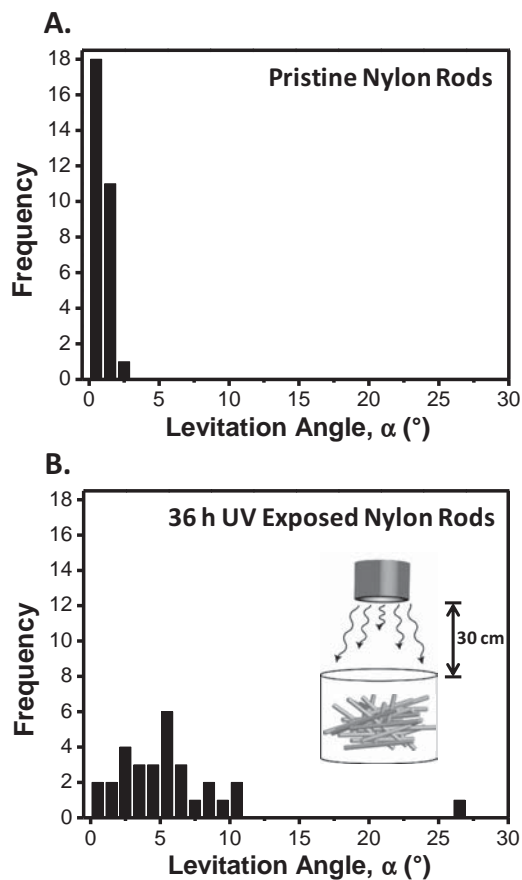 A.
Pristine Nylon Rods
18
16
14
12
10
8
6
4
2
0
Frequency
0 5 10 15 20 25 30
Levitation Angle, α (°)
B.
36 h UV Exposed Nylon Rods
18
16
14
12
10
8
6
4
2
0
Frequency
30 cm
0 5 10 15 20 25 30
Levitation Angle, α (°)